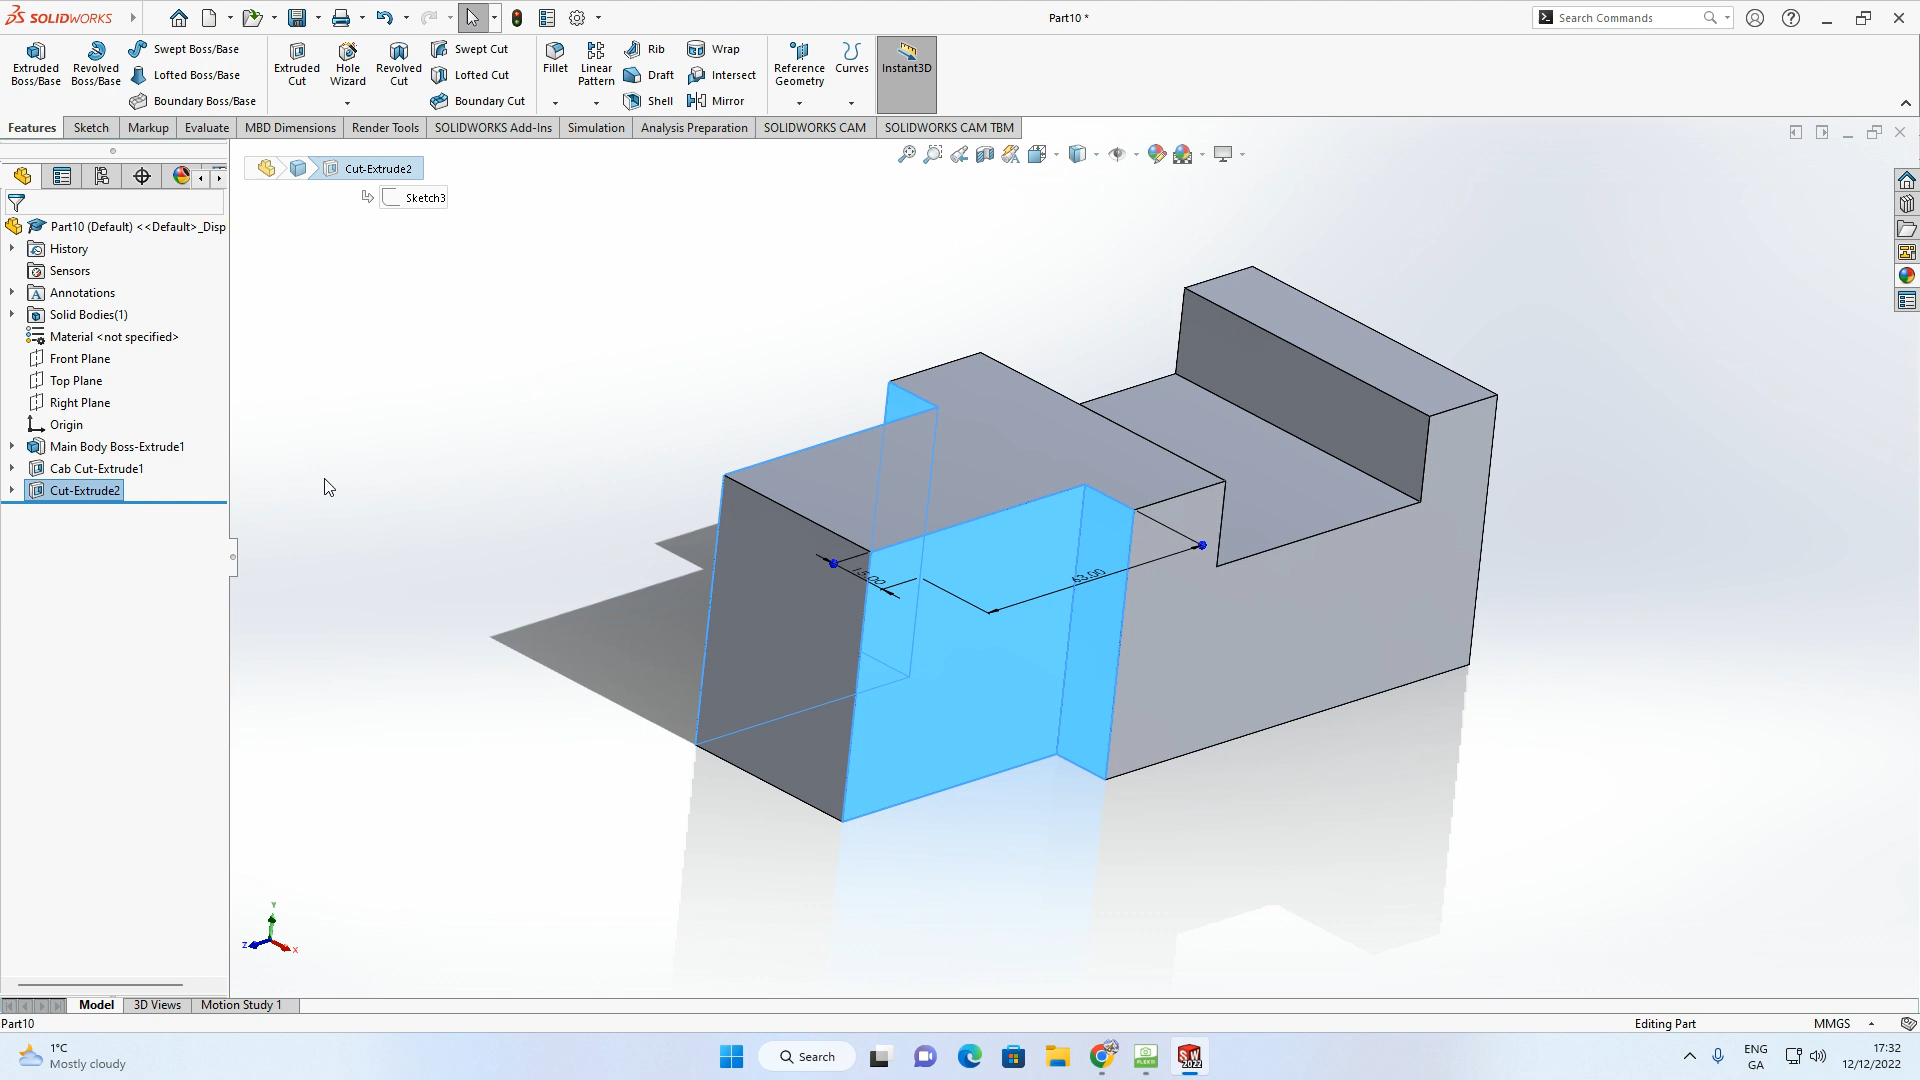 SOLIDWORKS
Part10 *
Search Commands
Extruded Boss/Base
Revolved Boss/Base
Swept Boss/Base
Lofted Boss/Base
Boundary Boss/Base
Extruded Cut
Hole Wizard
Revolved Cut
Swept Cut
Lofted Cut
Boundary Cut
Fillet
Linear Pattern
Rib
Draft
Shell
Wrap
Intersect
Mirror
Reference Geometry
Curves
Instant3D
Features
Sketch
Markup
Evaluate
MBD Dimensions
Render Tools
SOLIDWORKS Add-Ins
Simulation
Analysis Preparation
SOLIDWORKS CAM
SOLIDWORKS CAM TBM
Cut-Extrude2
Sketch3
Part10 (Default) <<Default>_Disp
History
Sensors
Annotations
Solid Bodies(1)
Material <not specified>
Front Plane
Top Plane
Right Plane
Origin
Main Body Boss-Extrude1
Cab Cut-Extrude1
Cut-Extrude2
15.00
63.00
Y
Z
X
Model
3D Views
Motion Study 1
Part10
Editing Part
MMGS
1°C
Mostly cloudy
Search
SW
2022
ENG
GA
17:32
12/12/2022